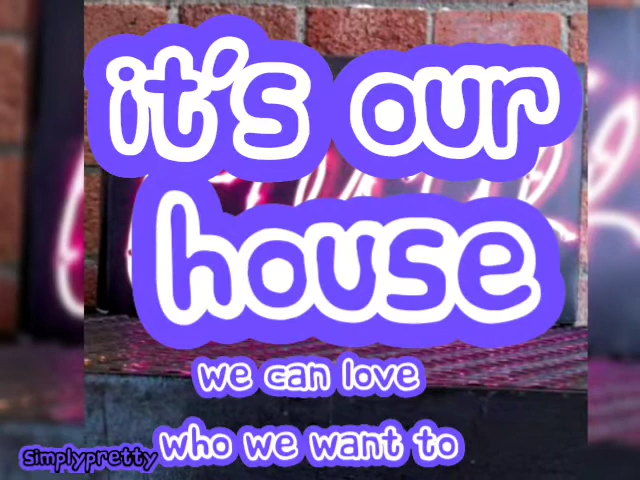 it's our
house
we can love
who we want to
Simplypretty